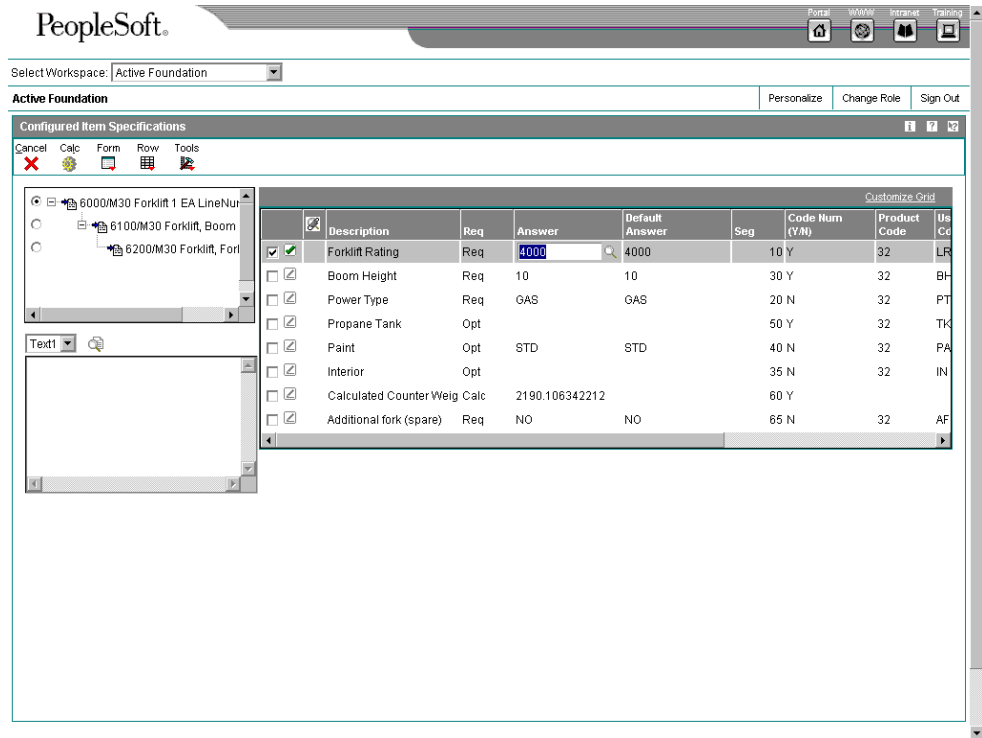 PeopleSoft.
Portal WWW Intranet Training
Select Workspace: Active Foundation
Active Foundation Personalize Change Role Sign Out
Configured Item Specifications
Cancel Calc Form Row Tools
6000/M30 Forklift 1 EA LineNur
6100/M30 Forklift, Boom
6200/M30 Forklift, Forl
Text1
Customize Grid
Description Req Answer Default Answer Seg Code Num (Y/N) Product Code Us Cd
Forklift Rating Req 4000 4000 10 Y 32 LR
Boom Height Req 10 10 30 Y 32 BH
Power Type Req GAS GAS 20 N 32 PT
Propane Tank Opt 50 Y 32 TK
Paint Opt STD STD 40 N 32 PA
Interior Opt 35 N 32 IN
Calculated Counter Weig Calc 2190.106342212 60 Y
Additional fork (spare) Req NO NO 65 N 32 AF